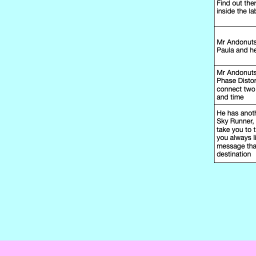 Find out ther
inside the lab
Mr Andonuts
Paula and he
Mr Andonuts
Phase Distor
connect two
and time
He has anoth
Sky Runner,
take you to t
you always li
message tha
destination